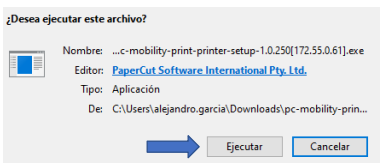 ¿Desea ejecutar este archivo?
Nombre: ...c-mobility-print-printer-setup-1.0.250[172.55.0.61].exe
Editor: PaperCut Software International Pty. Ltd.
Tipo: Aplicación
De: C:\Users\alejandro.garcia\Downloads\pc-mobility-prin...
Ejecutar Cancelar